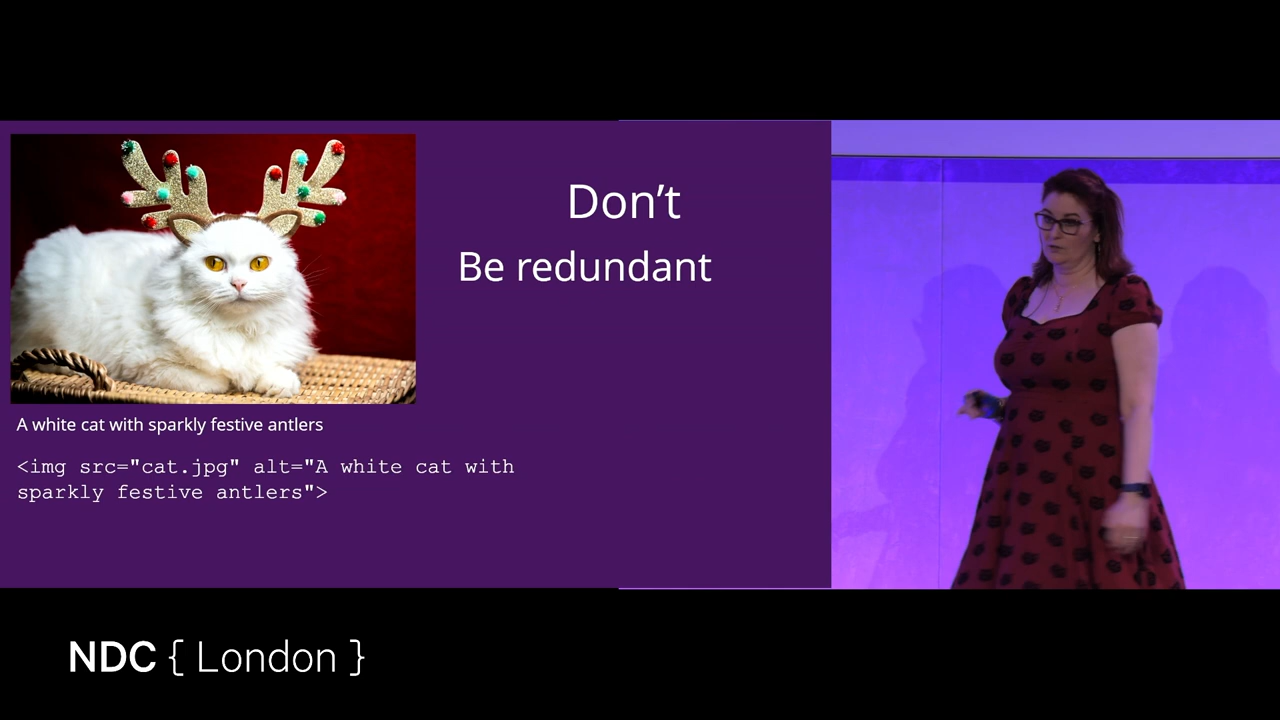 Don’t
Be redundant
A white cat with sparkly festive antlers
<img src="cat.jpg" alt="A white cat with
sparkly festive antlers">
NDC { London }